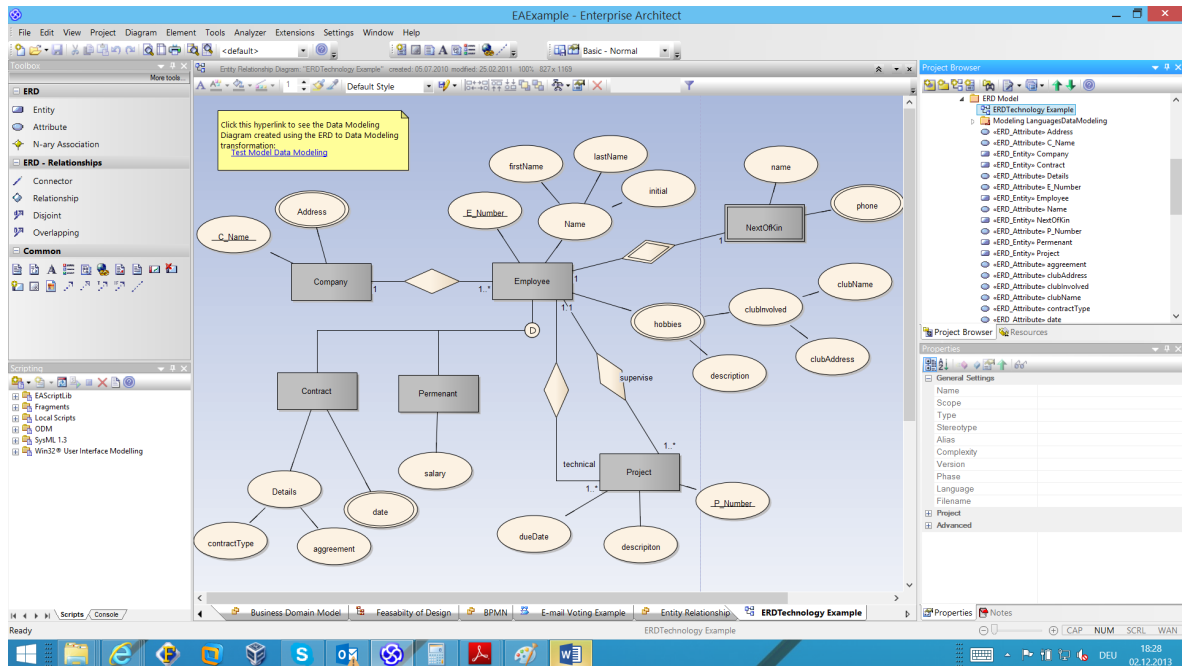 EAExample - Enterprise Architect
File Edit View Project Diagram Element Tools Analyzer Extensions Settings Window Help
<default>
Basic - Normal
Toolbox
More tools...
ERD
Entity
Attribute
N-ary Association
ERD - Relationships
Connector
Relationship
Disjoint
Overlapping
Common
Scripting
EAScriptLib
Fragments
Local Scripts
ODM
SysML 1.3
Win32® User Interface Modelling
Scripts Console
Entity Relationship Diagram: "ERDTechnology Example" created: 05.07.2010 modified: 25.02.2011 100% 827 x 1169
1 Default Style
Click this hyperlink to see the Data Modeling
Diagram created using the ERD to Data Modeling
transformation:
Test Model Data Modeling
firstName
lastName
initial
name
phone
Address
E_Number
Name
NextOfKin
C_Name
1
Company
1
1..*
Employee
1
1..1
D
hobbies
clubInvolved
clubName
clubAddress
description
supervise
Contract
Permenant
1..*
salary
technical
Project
1..*
Details
date
P_Number
contractType
aggreement
dueDate
descripiton
Business Domain Model
Feasabilty of Design
BPMN
E-mail Voting Example
Entity Relationship
ERDTechnology Example
Project Browser
ERD Model
ERDTechnology Example
Modeling LanguagesDataModeling
«ERD_Attribute» Address
«ERD_Attribute» C_Name
«ERD_Entity» Company
«ERD_Entity» Contract
«ERD_Attribute» Details
«ERD_Attribute» E_Number
«ERD_Entity» Employee
«ERD_Attribute» Name
«ERD_Entity» NextOfKin
«ERD_Attribute» P_Number
«ERD_Entity» Permenant
«ERD_Entity» Project
«ERD_Attribute» aggreement
«ERD_Attribute» clubAddress
«ERD_Attribute» clubInvolved
«ERD_Attribute» clubName
«ERD_Attribute» contractType
«ERD_Attribute» date
Project Browser Resources
Properties
General Settings
Name
Scope
Type
Stereotype
Alias
Complexity
Version
Phase
Language
Filename
Project
Advanced
Properties Notes
Ready
ERDTechnology Example
CAP NUM SCRL WAN
DEU
18:28
02.12.2013